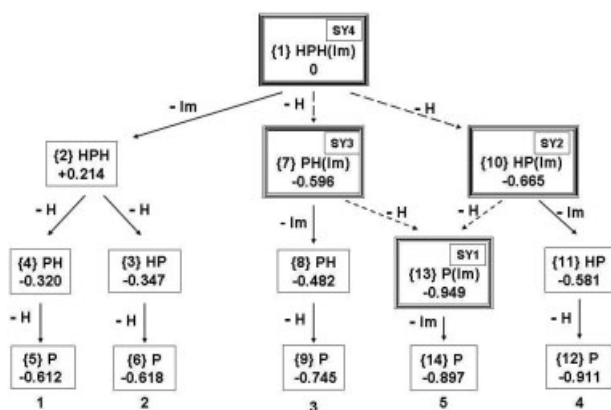 SY4
{1} HPH(Im)
0
- Im
- H
- H
{2} HPH
+0.214
SY3
{7} PH(Im)
-0.596
SY2
{10} HP(Im)
-0.665
- H
- H
- Im
- H
- H
- Im
{4} PH
-0.320
{3} HP
-0.347
{8} PH
-0.482
SY1
{13} P(Im)
-0.949
{11} HP
-0.581
- H
- H
- H
- Im
- H
{5} P
-0.612
{6} P
-0.618
{9} P
-0.745
{14} P
-0.897
{12} P
-0.911
1
2
3
5
4